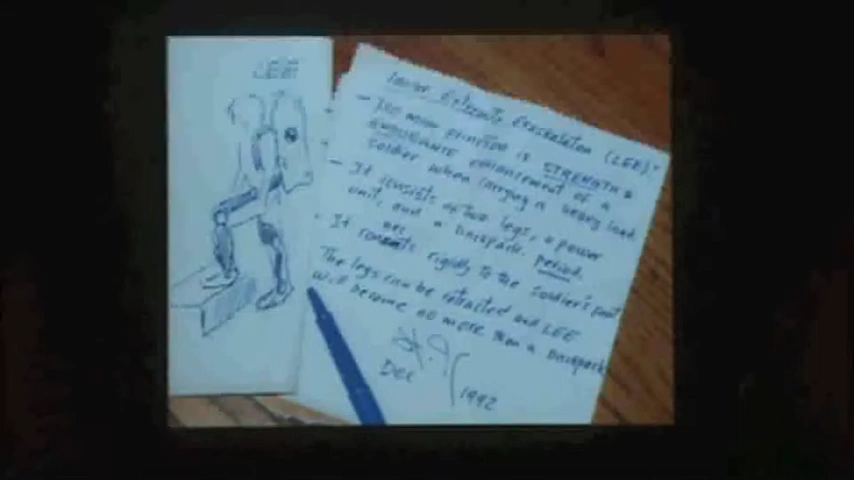 LEE
Lower Extremity Exoskeleton (LEE):
- The main function is STRENGTH &
ENDURANCE enhancement of a
soldier when carrying a heavy load
- It consists of two legs, a power
unit, and a backpack. period.
- It connects rigidly to the soldier's
The legs can be retracted and LEE
will become no more than a backpack
Dec 1992